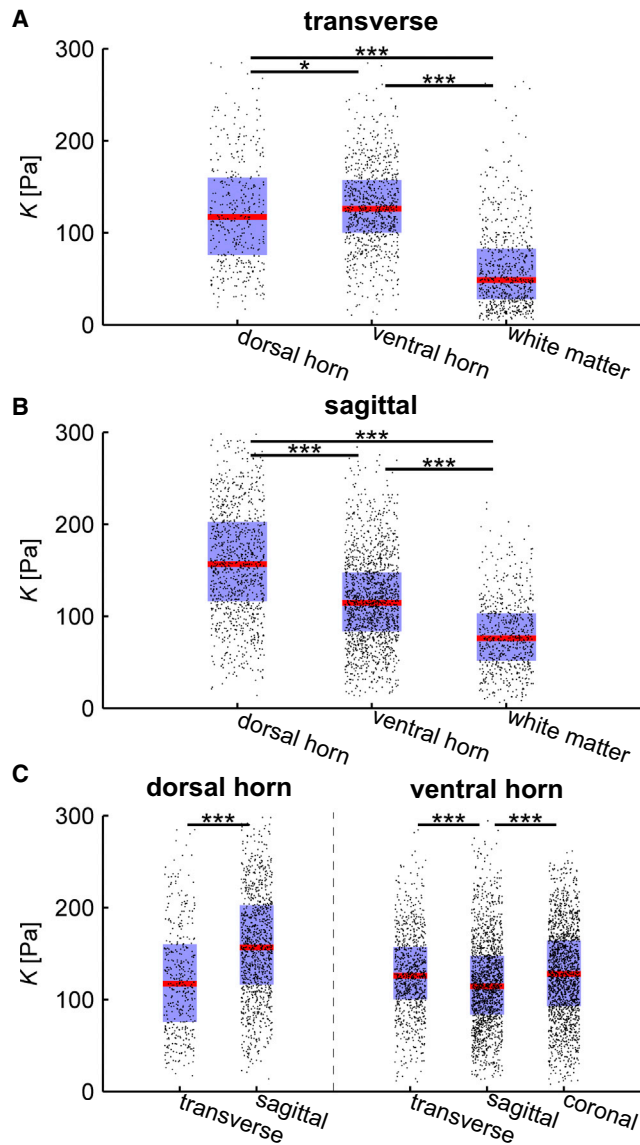 A
transverse
K [Pa]
300
200
100
0
***
*
***
dorsal horn
ventral horn
white matter
B
sagittal
K [Pa]
300
200
100
0
***
***
***
dorsal horn
ventral horn
white matter
C
dorsal horn
ventral horn
K [Pa]
300
200
100
0
***
***
***
transverse
sagittal
transverse
sagittal
coronal